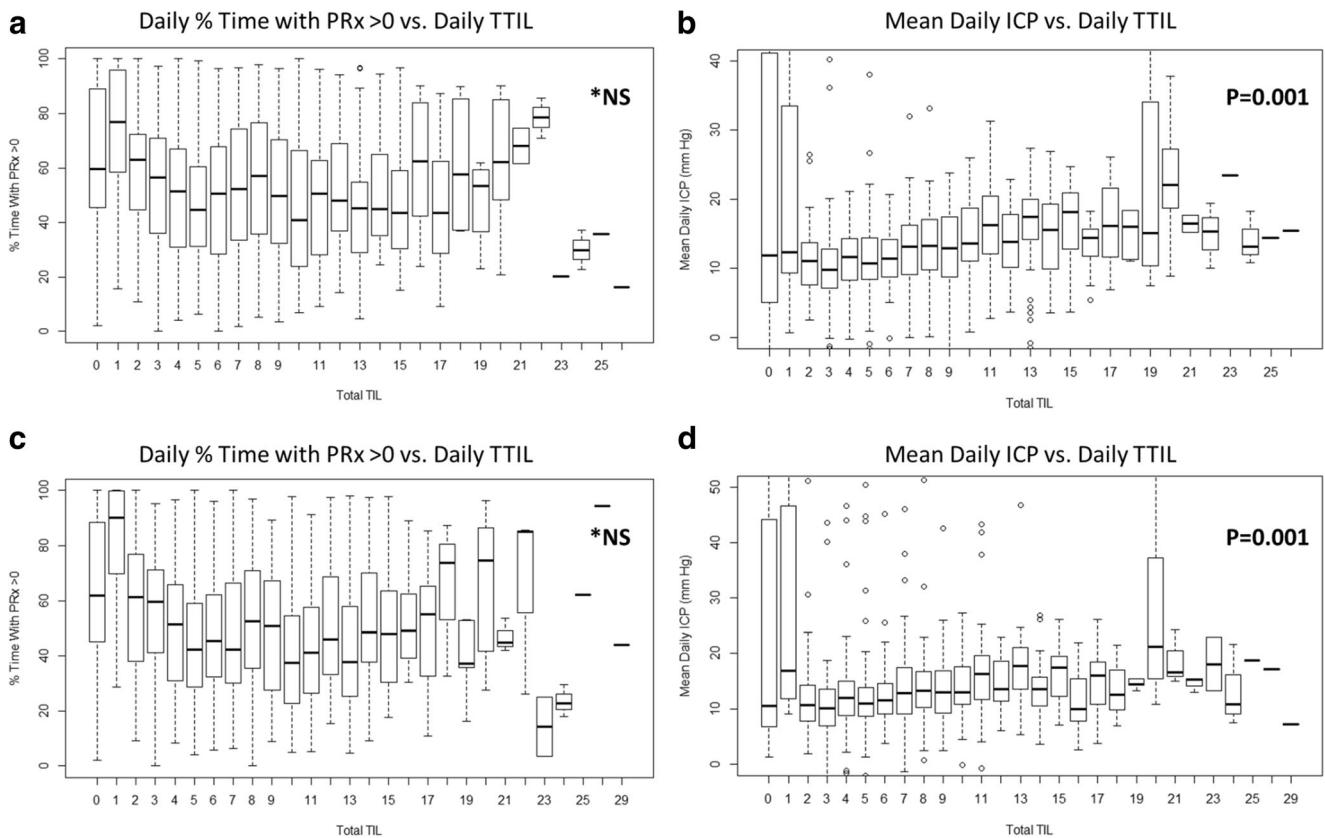 a
Daily % Time with PRx >0 vs. Daily TTIL
*NS
% Time With PRx >0
100
80
60
40
20
0
0 1 2 3 4 5 6 7 8 9 11 13 15 17 19 21 23 25
Total TIL
b
Mean Daily ICP vs. Daily TTIL
P=0.001
Mean Daily ICP (mm Hg)
40
30
20
10
0
0 1 2 3 4 5 6 7 8 9 11 13 15 17 19 21 23 25
Total TIL
c
Daily % Time with PRx >0 vs. Daily TTIL
*NS
% Time With PRx >0
100
80
60
40
20
0
0 1 2 3 4 5 6 7 8 9 11 13 15 17 19 21 23 25 29
Total TIL
d
Mean Daily ICP vs. Daily TTIL
P=0.001
Mean Daily ICP (mm Hg)
50
40
30
20
10
0
0 1 2 3 4 5 6 7 8 9 11 13 15 17 19 21 23 25 29
Total TIL